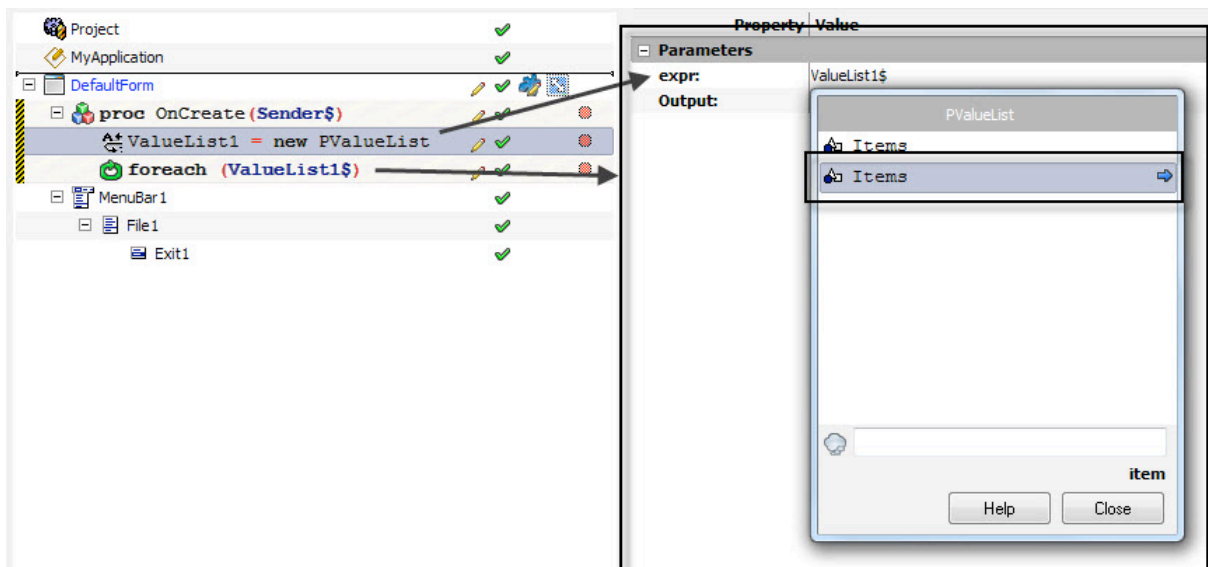 Project
MyApplication
DefaultForm
proc OnCreate(Sender$)
ValueList1 = new PValueList
foreach (ValueList1$)
MenuBar1
File1
Exit1
Property Value
Parameters
expr: ValueList1$
Output:
PValueList
Items
Items
item
Help Close